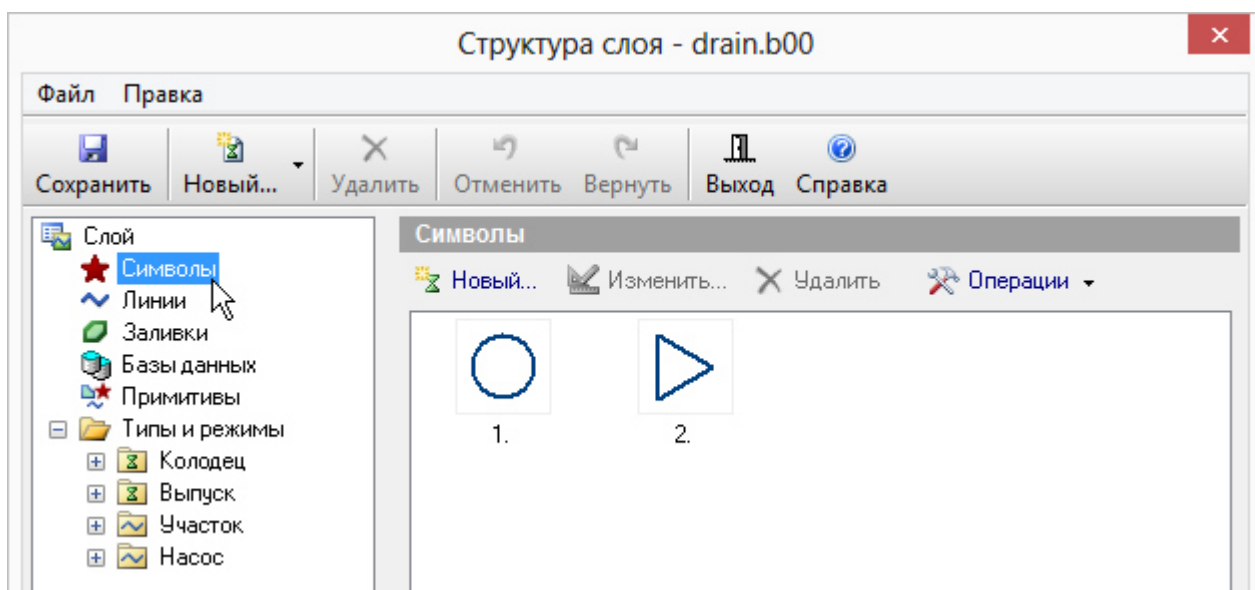 Структура слоя - drain.b00
Файл Правка
Сохранить Новый... Удалить Отменить Вернуть Выход Справка
Слой
Символы
Линии
Заливки
Базы данных
Примитивы
Типы и режимы
Колодец
Выпуск
Участок
Насос
Символы
Новый... Изменить... Удалить Операции
1. 2.